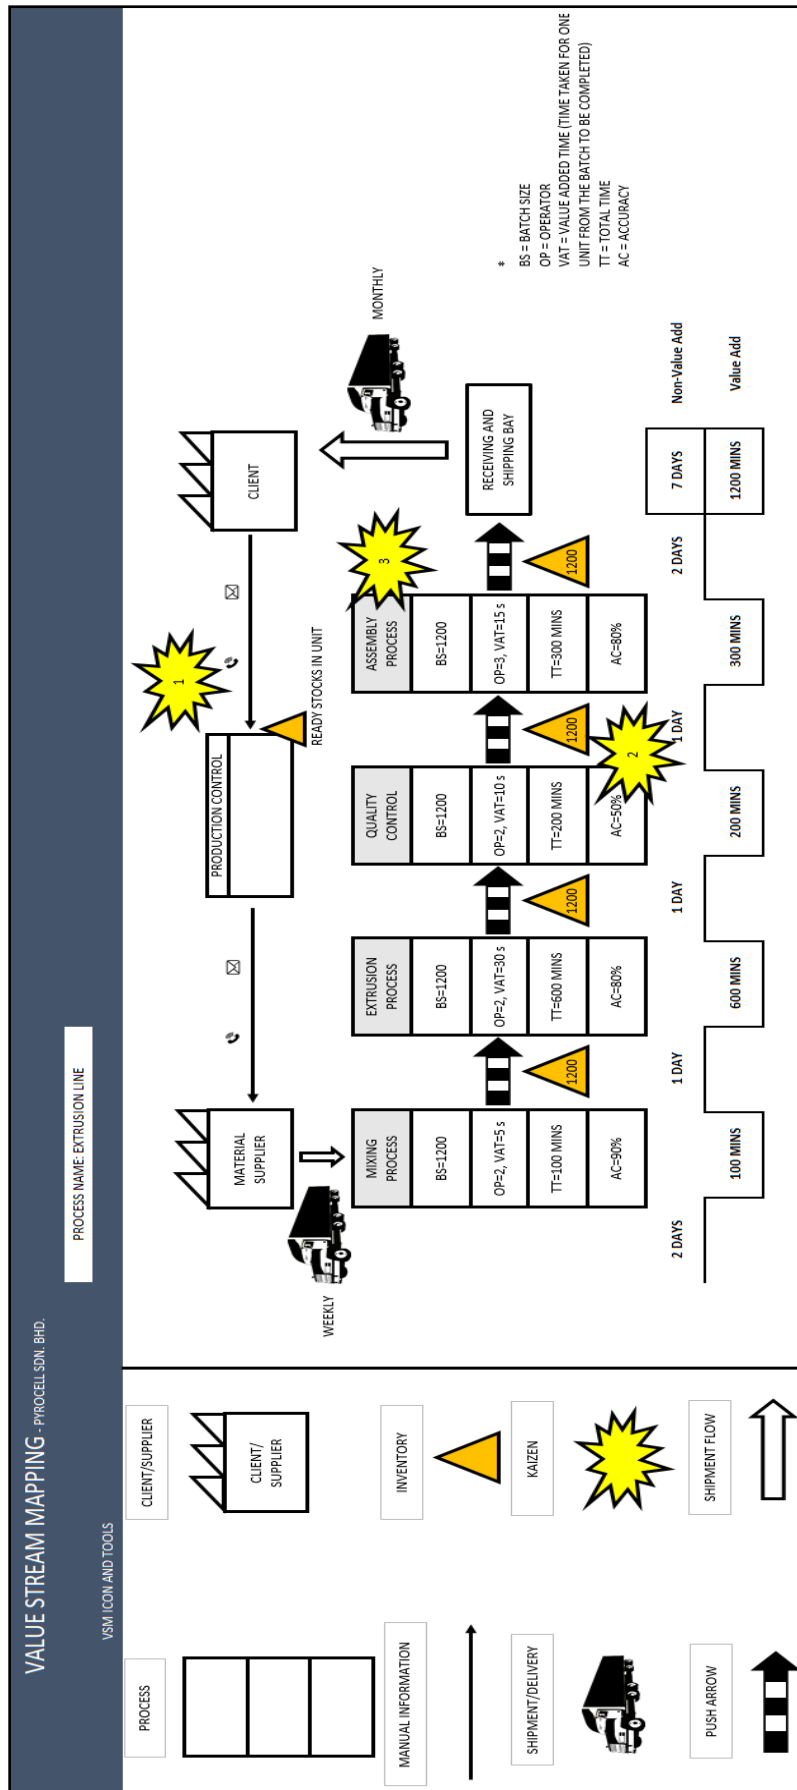 VALUE STREAM MAPPING - PYROCELL SDN. BHD.
PROCESS NAME: EXTRUSION LINE
VSM ICON AND TOOLS
PROCESS
CLIENT/SUPPLIER
CLIENT/
SUPPLIER
MANUAL INFORMATION
INVENTORY
SHIPMENT/DELIVERY
KAIZEN
PUSH ARROW
SHIPMENT FLOW
MATERIAL
SUPPLIER
PRODUCTION CONTROL
READY STOCKS IN UNIT
1
CLIENT
WEEKLY
MONTHLY
MIXING
PROCESS
BS=1200
OP=2, VAT=5 s
TT=100 MINS
AC=90%
1200
EXTRUSION
PROCESS
BS=1200
OP=2, VAT=30 s
TT=600 MINS
AC=80%
1200
QUALITY
CONTROL
BS=1200
OP=2, VAT=10 s
TT=200 MINS
AC=50%
2
1200
ASSEMBLY
PROCESS
3
BS=1200
OP=3, VAT=15 s
TT=300 MINS
AC=80%
1200
RECEIVING AND
SHIPPING BAY
*
BS = BATCH SIZE
OP = OPERATOR
VAT = VALUE ADDED TIME (TIME TAKEN FOR ONE
UNIT FROM THE BATCH TO BE COMPLETED)
TT = TOTAL TIME
AC = ACCURACY
2 DAYS
1 DAY
1 DAY
1 DAY
2 DAYS
7 DAYS
Non-Value Add
100 MINS
600 MINS
200 MINS
300 MINS
1200 MINS
Value Add